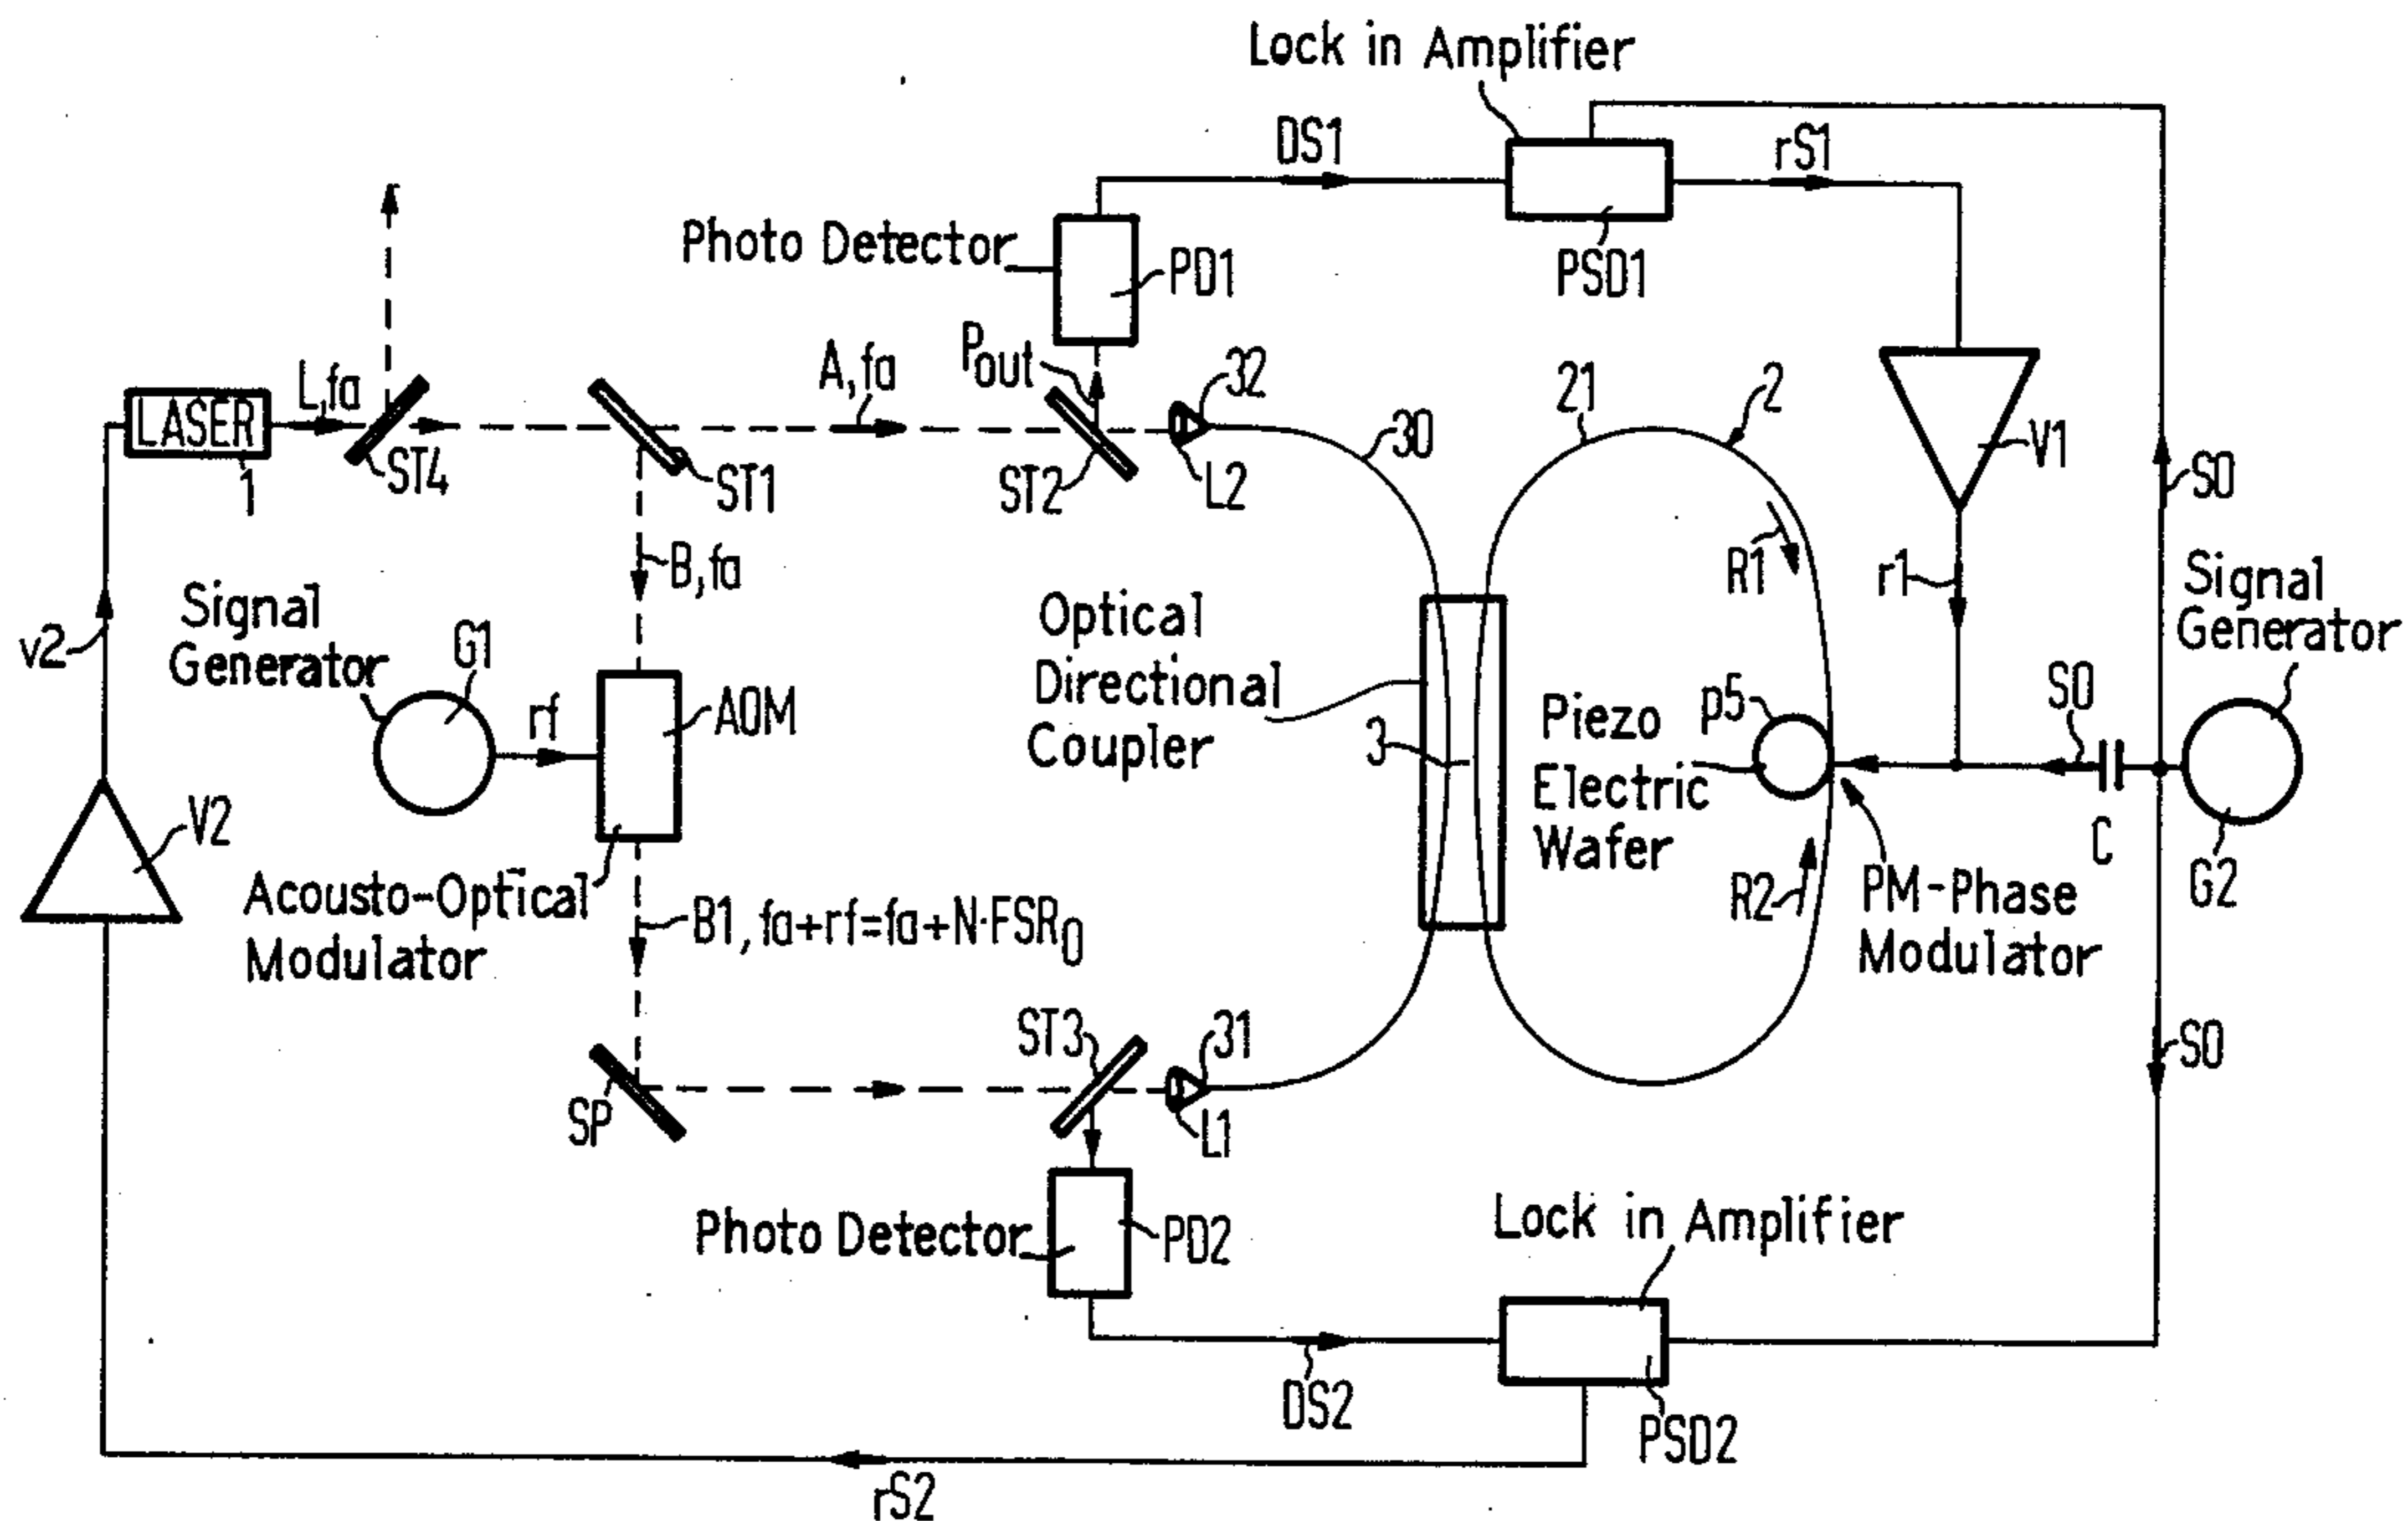 Lock in Amplifier
DS1
rS1
Photo Detector
PD1
PSD1
Pout
L,fa
A,fa
32
21
2
LASER
1
ST4
ST1
ST2
L2
30
V1
S0
B,fa
R1
r1
Signal
Generator
v2
Signal
Generator
G1
rf
AOM
Optical
Directional
Coupler
3
Piezo
Electric
Wafer
p5
S0
C
G2
V2
Acousto-Optical
Modulator
B1, fa+rf=fa+N·FSR0
R2
PM-Phase
Modulator
ST3
31
S0
SP
L1
Photo Detector
PD2
Lock in Amplifier
DS2
PSD2
rS2